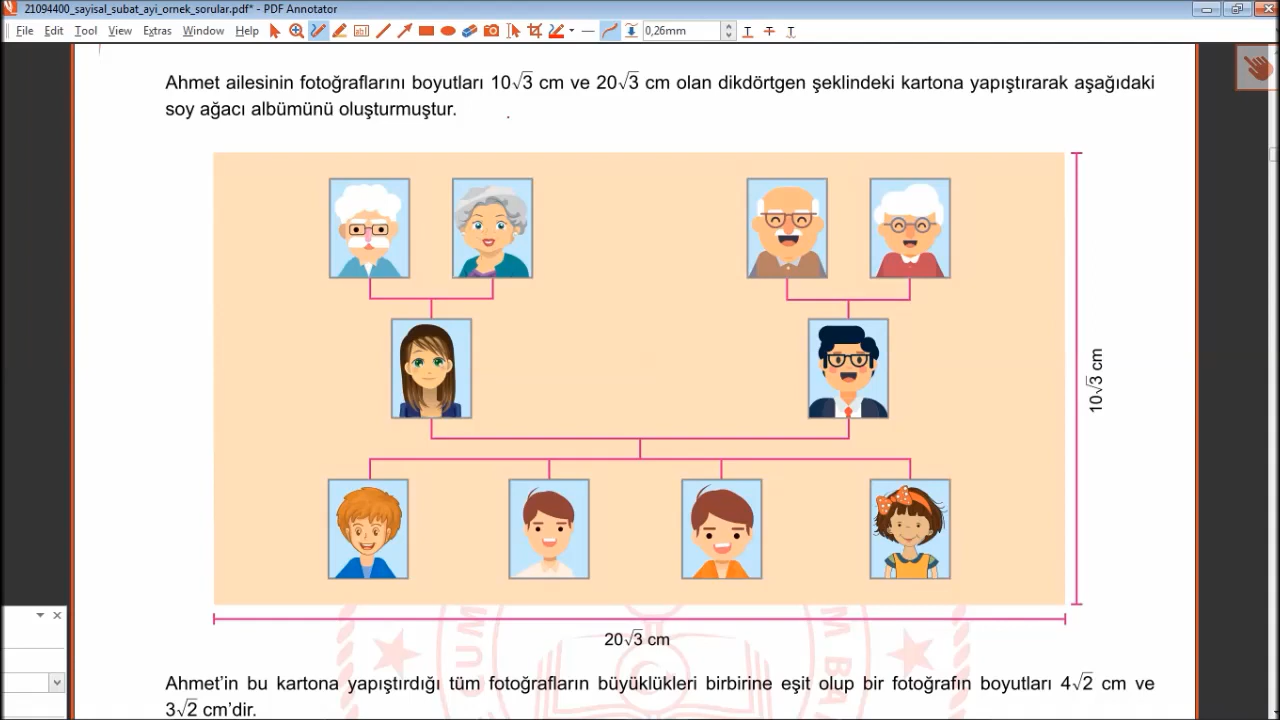 21094400_sayisal_subat_ayi_ornek_sorular.pdf* - PDF Annotator
File Edit Tool View Extras Window Help
0,26mm
Ahmet ailesinin fotoğraflarını boyutları 10√3 cm ve 20√3 cm olan dikdörtgen şeklindeki kartona yapıştırarak aşağıdaki
soy ağacı albümünü oluşturmuştur.
10√3 cm
20√3 cm
Ahmet'in bu kartona yapıştırdığı tüm fotoğrafların büyüklükleri birbirine eşit olup bir fotoğrafın boyutları 4√2 cm ve
3√2 cm'dir.